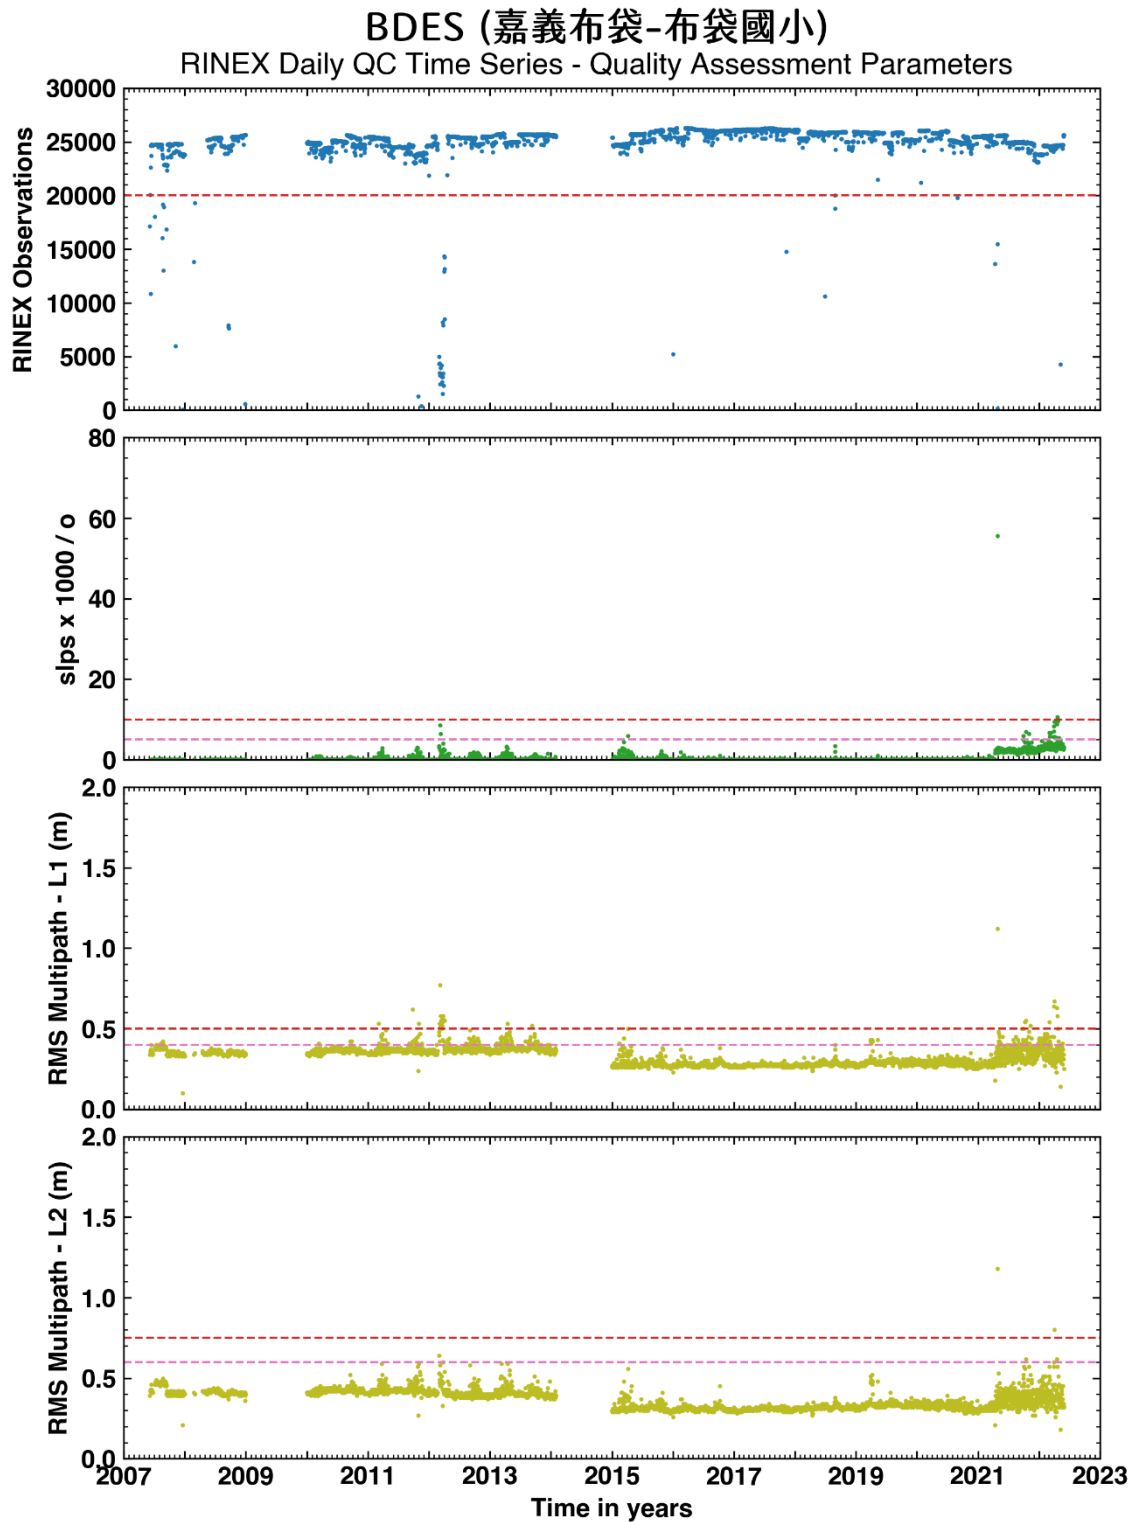 BDES (嘉義布袋-布袋國小)
RINEX Daily QC Time Series - Quality Assessment Parameters
RINEX Observations
30000
25000
20000
15000
10000
5000
0
slps x 1000 / o
80
60
40
20
0
RMS Multipath - L1 (m)
2.0
1.5
1.0
0.5
0.0
RMS Multipath - L2 (m)
2.0
1.5
1.0
0.5
0.0
2007 2009 2011 2013 2015 2017 2019 2021 2023
Time in years